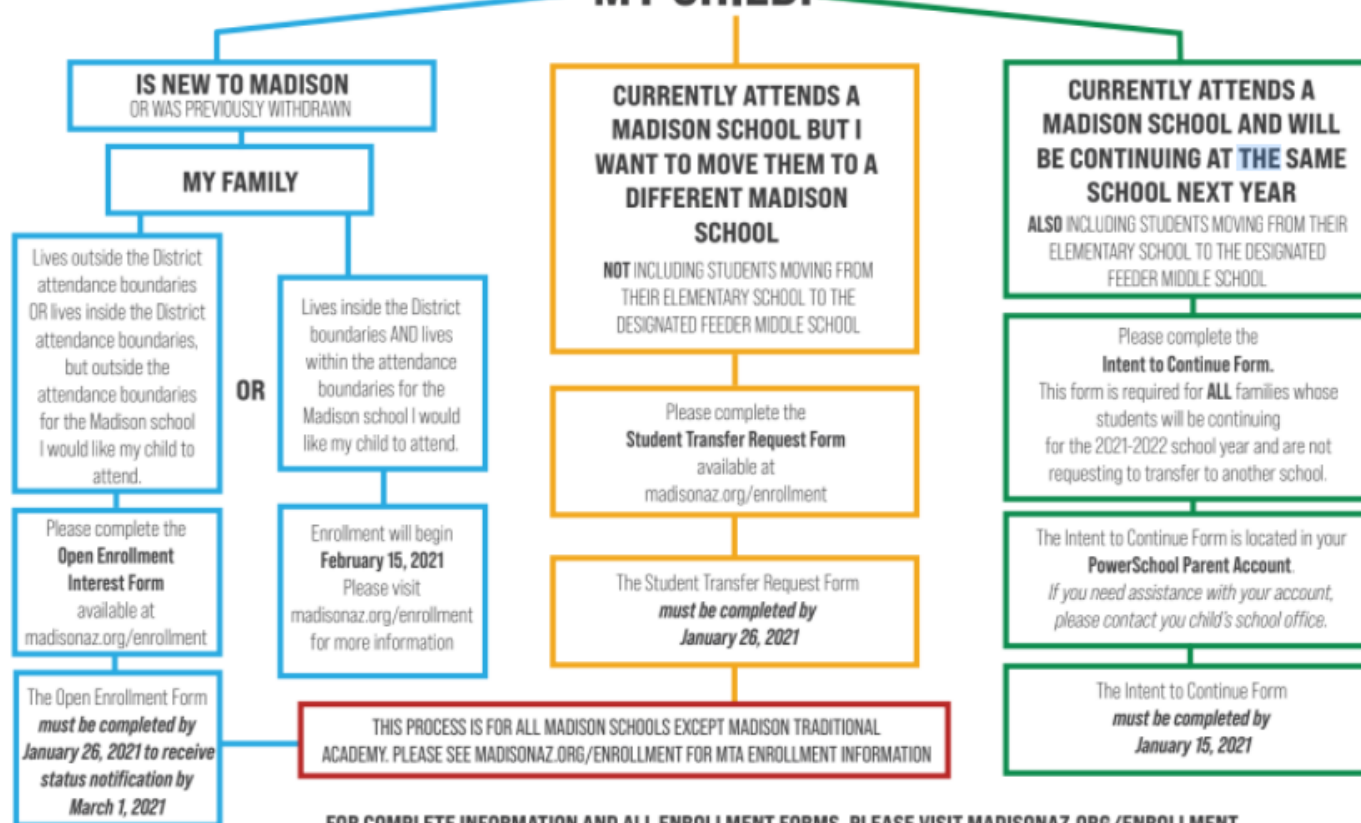 MY CHILD:
IS NEW TO MADISON
OR WAS PREVIOUSLY WITHDRAWN
MY FAMILY
Lives outside the District
attendance boundaries
OR lives inside the District
attendance boundaries,
but outside the
attendance boundaries
for the Madison school
I would like my child to
attend.
OR
Lives inside the District
boundaries AND lives
within the attendance
boundaries for the
Madison school I would
like my child to attend.
Please complete the
Open Enrollment
Interest Form
available at
madisonaz.org/enrollment
Enrollment will begin
February 15, 2021
Please visit
madisonaz.org/enrollment
for more information
The Open Enrollment Form
must be completed by
January 26, 2021 to receive
status notification by
March 1, 2021
CURRENTLY ATTENDS A
MADISON SCHOOL BUT I
WANT TO MOVE THEM TO A
DIFFERENT MADISON
SCHOOL
NOT INCLUDING STUDENTS MOVING FROM
THEIR ELEMENTARY SCHOOL TO THE
DESIGNATED FEEDER MIDDLE SCHOOL
Please complete the
Student Transfer Request Form
available at
madisonaz.org/enrollment
The Student Transfer Request Form
must be completed by
January 26, 2021
THIS PROCESS IS FOR ALL MADISON SCHOOLS EXCEPT MADISON TRADITIONAL
ACADEMY. PLEASE SEE MADISONAZ.ORG/ENROLLMENT FOR MTA ENROLLMENT INFORMATION
CURRENTLY ATTENDS A
MADISON SCHOOL AND WILL
BE CONTINUING AT THE SAME
SCHOOL NEXT YEAR
ALSO INCLUDING STUDENTS MOVING FROM THEIR
ELEMENTARY SCHOOL TO THE DESIGNATED
FEEDER MIDDLE SCHOOL
Please complete the
Intent to Continue Form.
This form is required for ALL families whose
students will be continuing
for the 2021-2022 school year and are not
requesting to transfer to another school.
The Intent to Continue Form is located in your
PowerSchool Parent Account.
If you need assistance with your account,
please contact you child's school office.
The Intent to Continue Form
must be completed by
January 15, 2021
FOR COMPLETE INFORMATION AND ALL ENROLLMENT FORMS, PLEASE VISIT MADISONAZ.ORG/ENROLLMENT